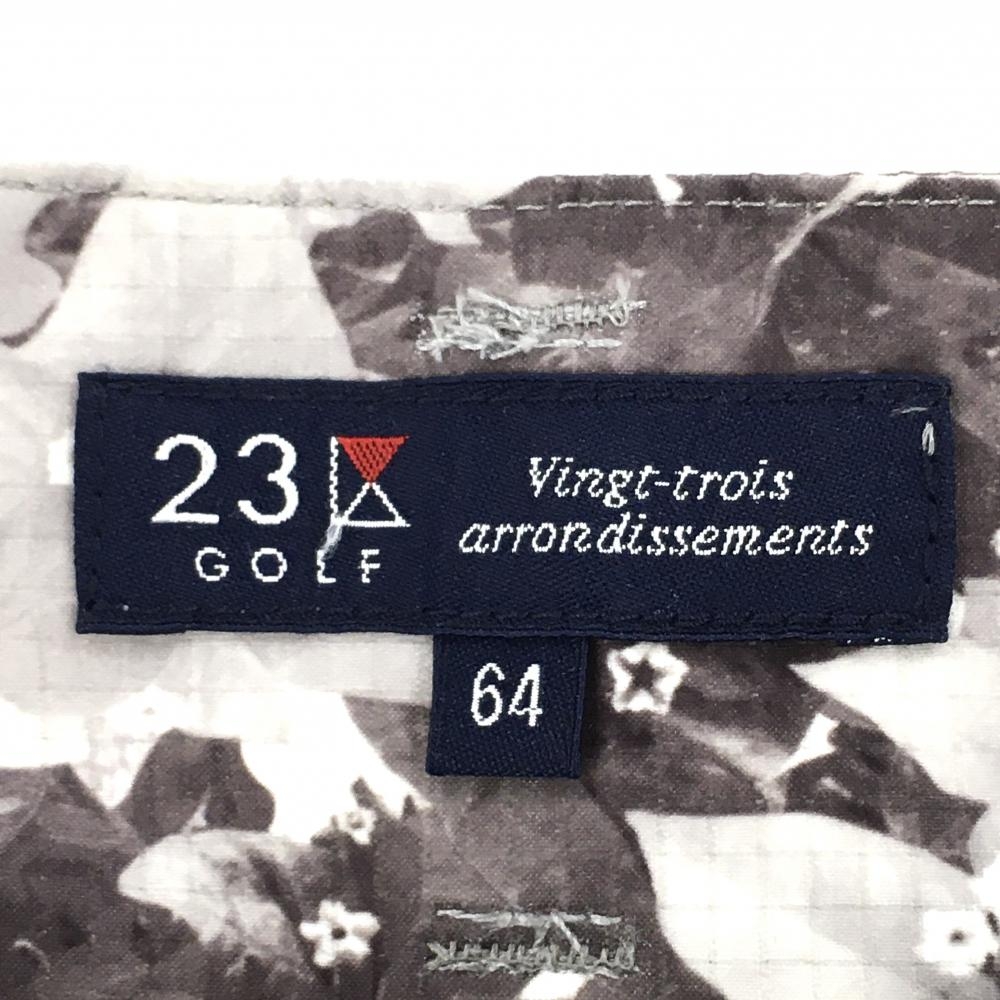 23
GOLF
Vingt-trois
arrondissements
64